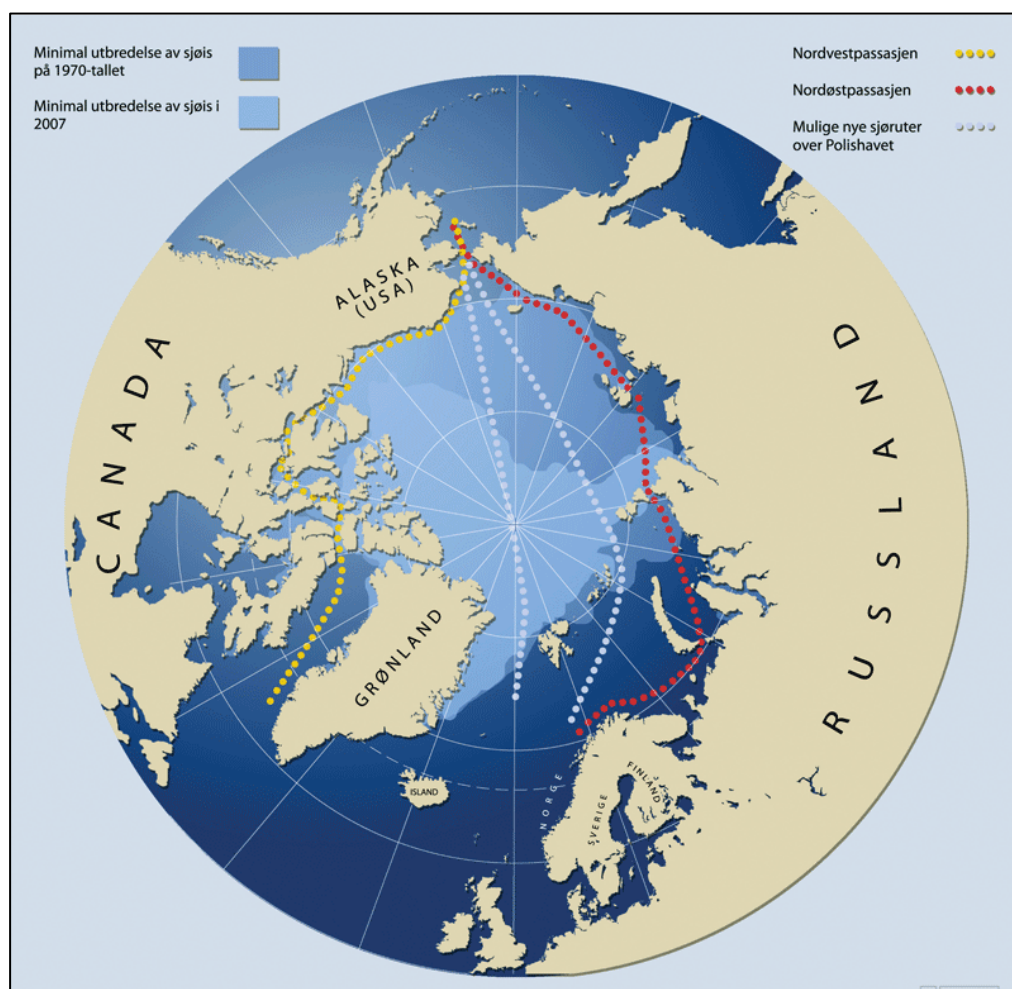 Minimal utbredelse av sjøis
på 1970-tallet
Minimal utbredelse av sjøis i
2007
Nordvestpassasjen
Nordøstpassasjen
Mulige nye sjøruter
over Polishavet
ALASKA
(USA)
CANADA
RUSSLAND
GRØNLAND
ISLAND
NORGE
SVERIGE
FINLAND